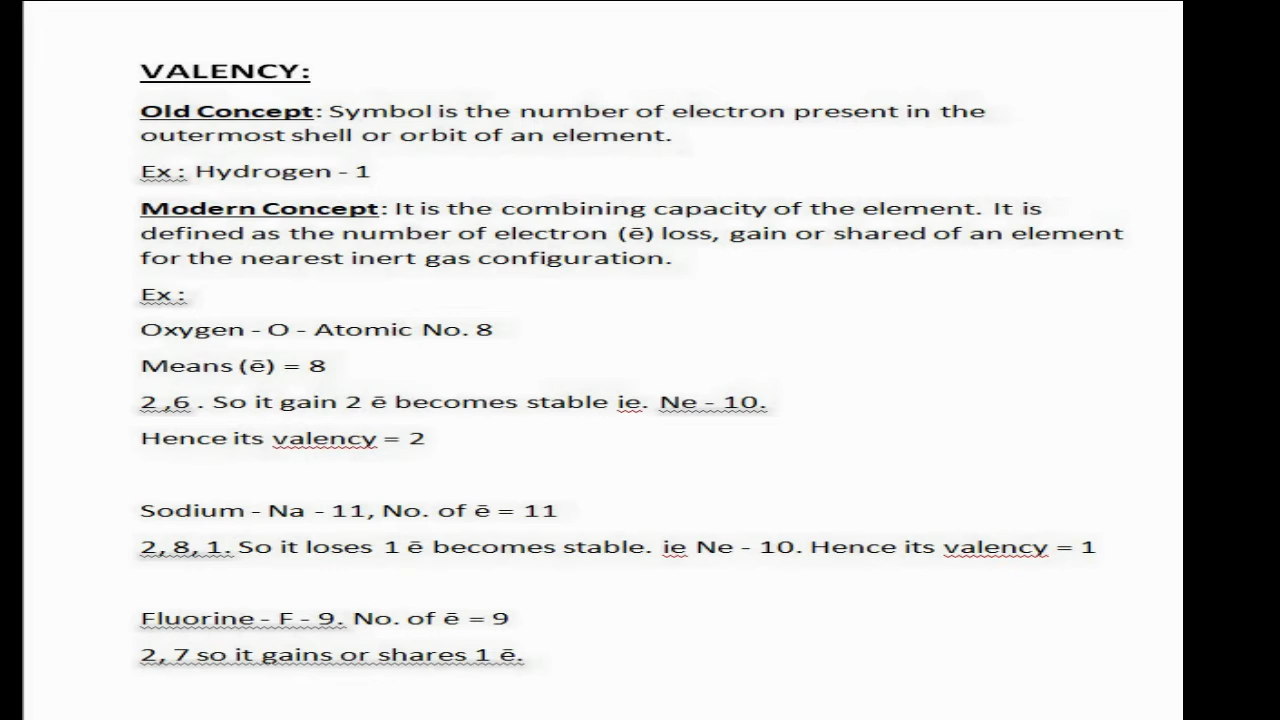 VALENCY:
Old Concept: Symbol is the number of electron present in the
outermost shell or orbit of an element.
Ex : Hydrogen - 1
Modern Concept: It is the combining capacity of the element. It is
defined as the number of electron (ē) loss, gain or shared of an element
for the nearest inert gas configuration.
Ex :
Oxygen - O - Atomic No. 8
Means (ē) = 8
2 ,6 . So it gain 2 ē becomes stable ie. Ne - 10.
Hence its valency = 2
Sodium - Na - 11, No. of ē = 11
2, 8, 1. So it loses 1 ē becomes stable. ie Ne - 10. Hence its valency = 1
Fluorine - F - 9. No. of ē = 9
2, 7 so it gains or shares 1 ē.